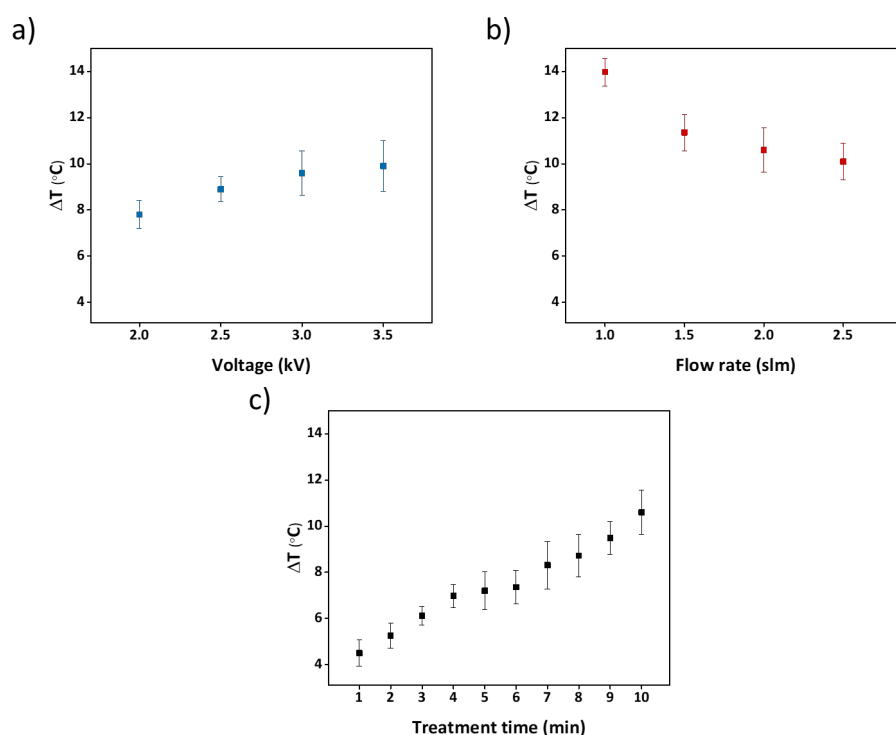 a)
14
12
10
8
6
4
ΔT (°C)
2.0 2.5 3.0 3.5
Voltage (kV)
b)
14
12
10
8
6
4
ΔT (°C)
1.0 1.5 2.0 2.5
Flow rate (slm)
c)
14
12
10
8
6
4
ΔT (°C)
1 2 3 4 5 6 7 8 9 10
Treatment time (min)